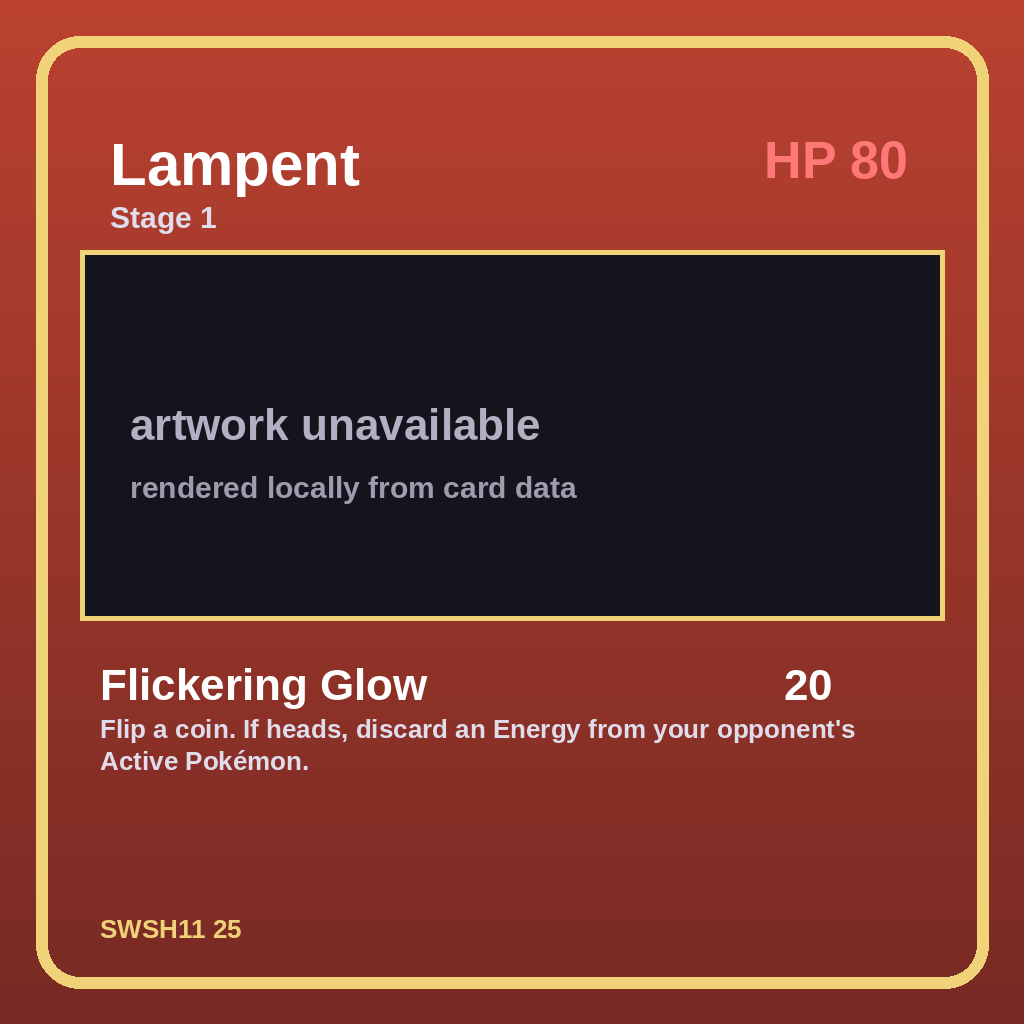 Lampent
HP 80
Stage 1
artwork unavailable
rendered locally from card data
Flickering Glow 20
Flip a coin. If heads, discard an Energy from your opponent's
Active Pokémon.
SWSH11 25